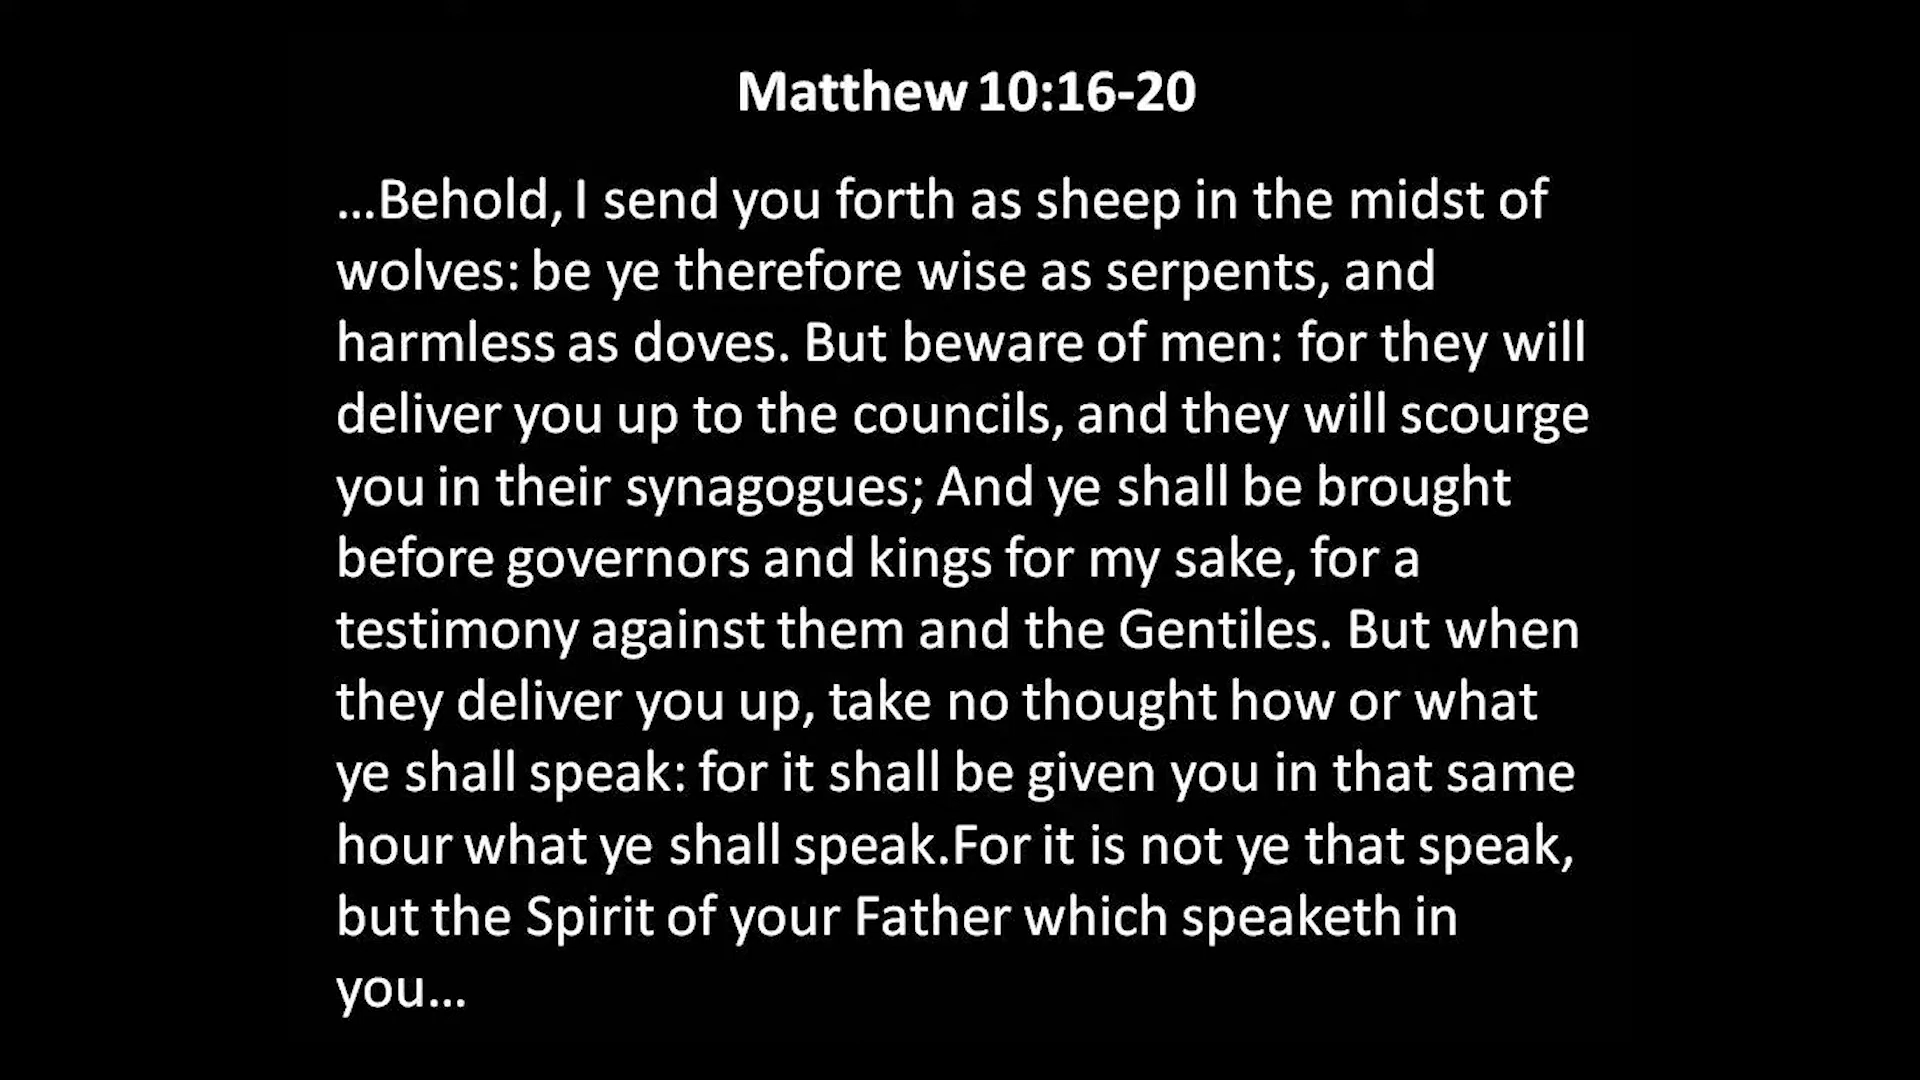 Matthew 10:16-20
...Behold, I send you forth as sheep in the midst of
wolves: be ye therefore wise as serpents, and
harmless as doves. But beware of men: for they will
deliver you up to the councils, and they will scourge
you in their synagogues; And ye shall be brought
before governors and kings for my sake, for a
testimony against them and the Gentiles. But when
they deliver you up, take no thought how or what
ye shall speak: for it shall be given you in that same
hour what ye shall speak.For it is not ye that speak,
but the Spirit of your Father which speaketh in
you...